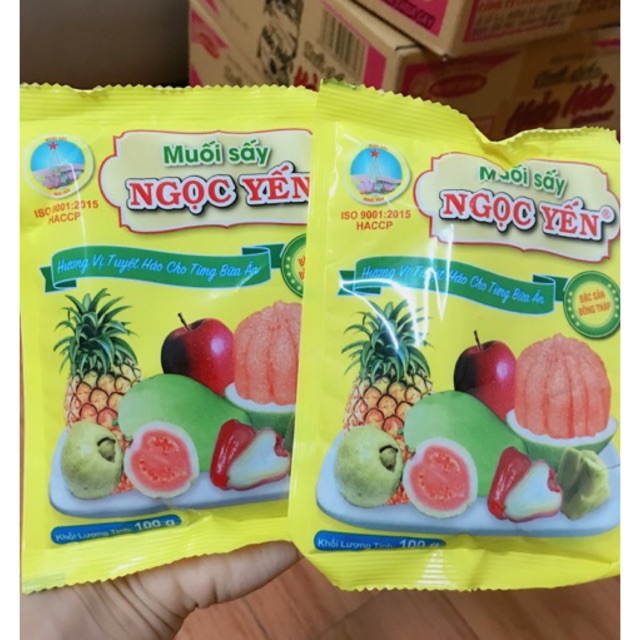 Muối sấy
NGỌC YẾN
ISO 9001:2015
HACCP
Hương Vị Tuyệt Hảo Cho Từng Bữa Ăn
Khối Lượng Tịnh: 100 g
Muối sấy
NGỌC YẾN®
ISO 9001:2015
HACCP
Hương Vị Tuyệt Hảo Cho Từng Bữa Ăn
ĐẶC SẢN
ĐỒNG THÁP
Khối Lượng Tịnh: 100 g
Hảo Hảo